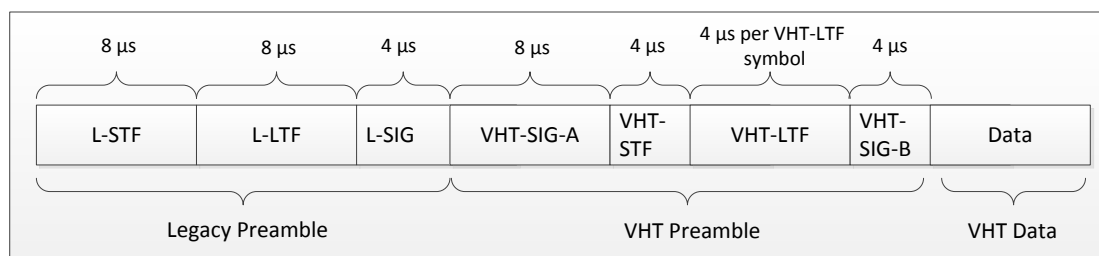 8 µs
8 µs
4 µs
8 µs
4 µs
4 µs per VHT-LTF
symbol
4 µs
L-STF
L-LTF
L-SIG
VHT-SIG-A
VHT-
STF
VHT-LTF
VHT-
SIG-B
Data
Legacy Preamble
VHT Preamble
VHT Data